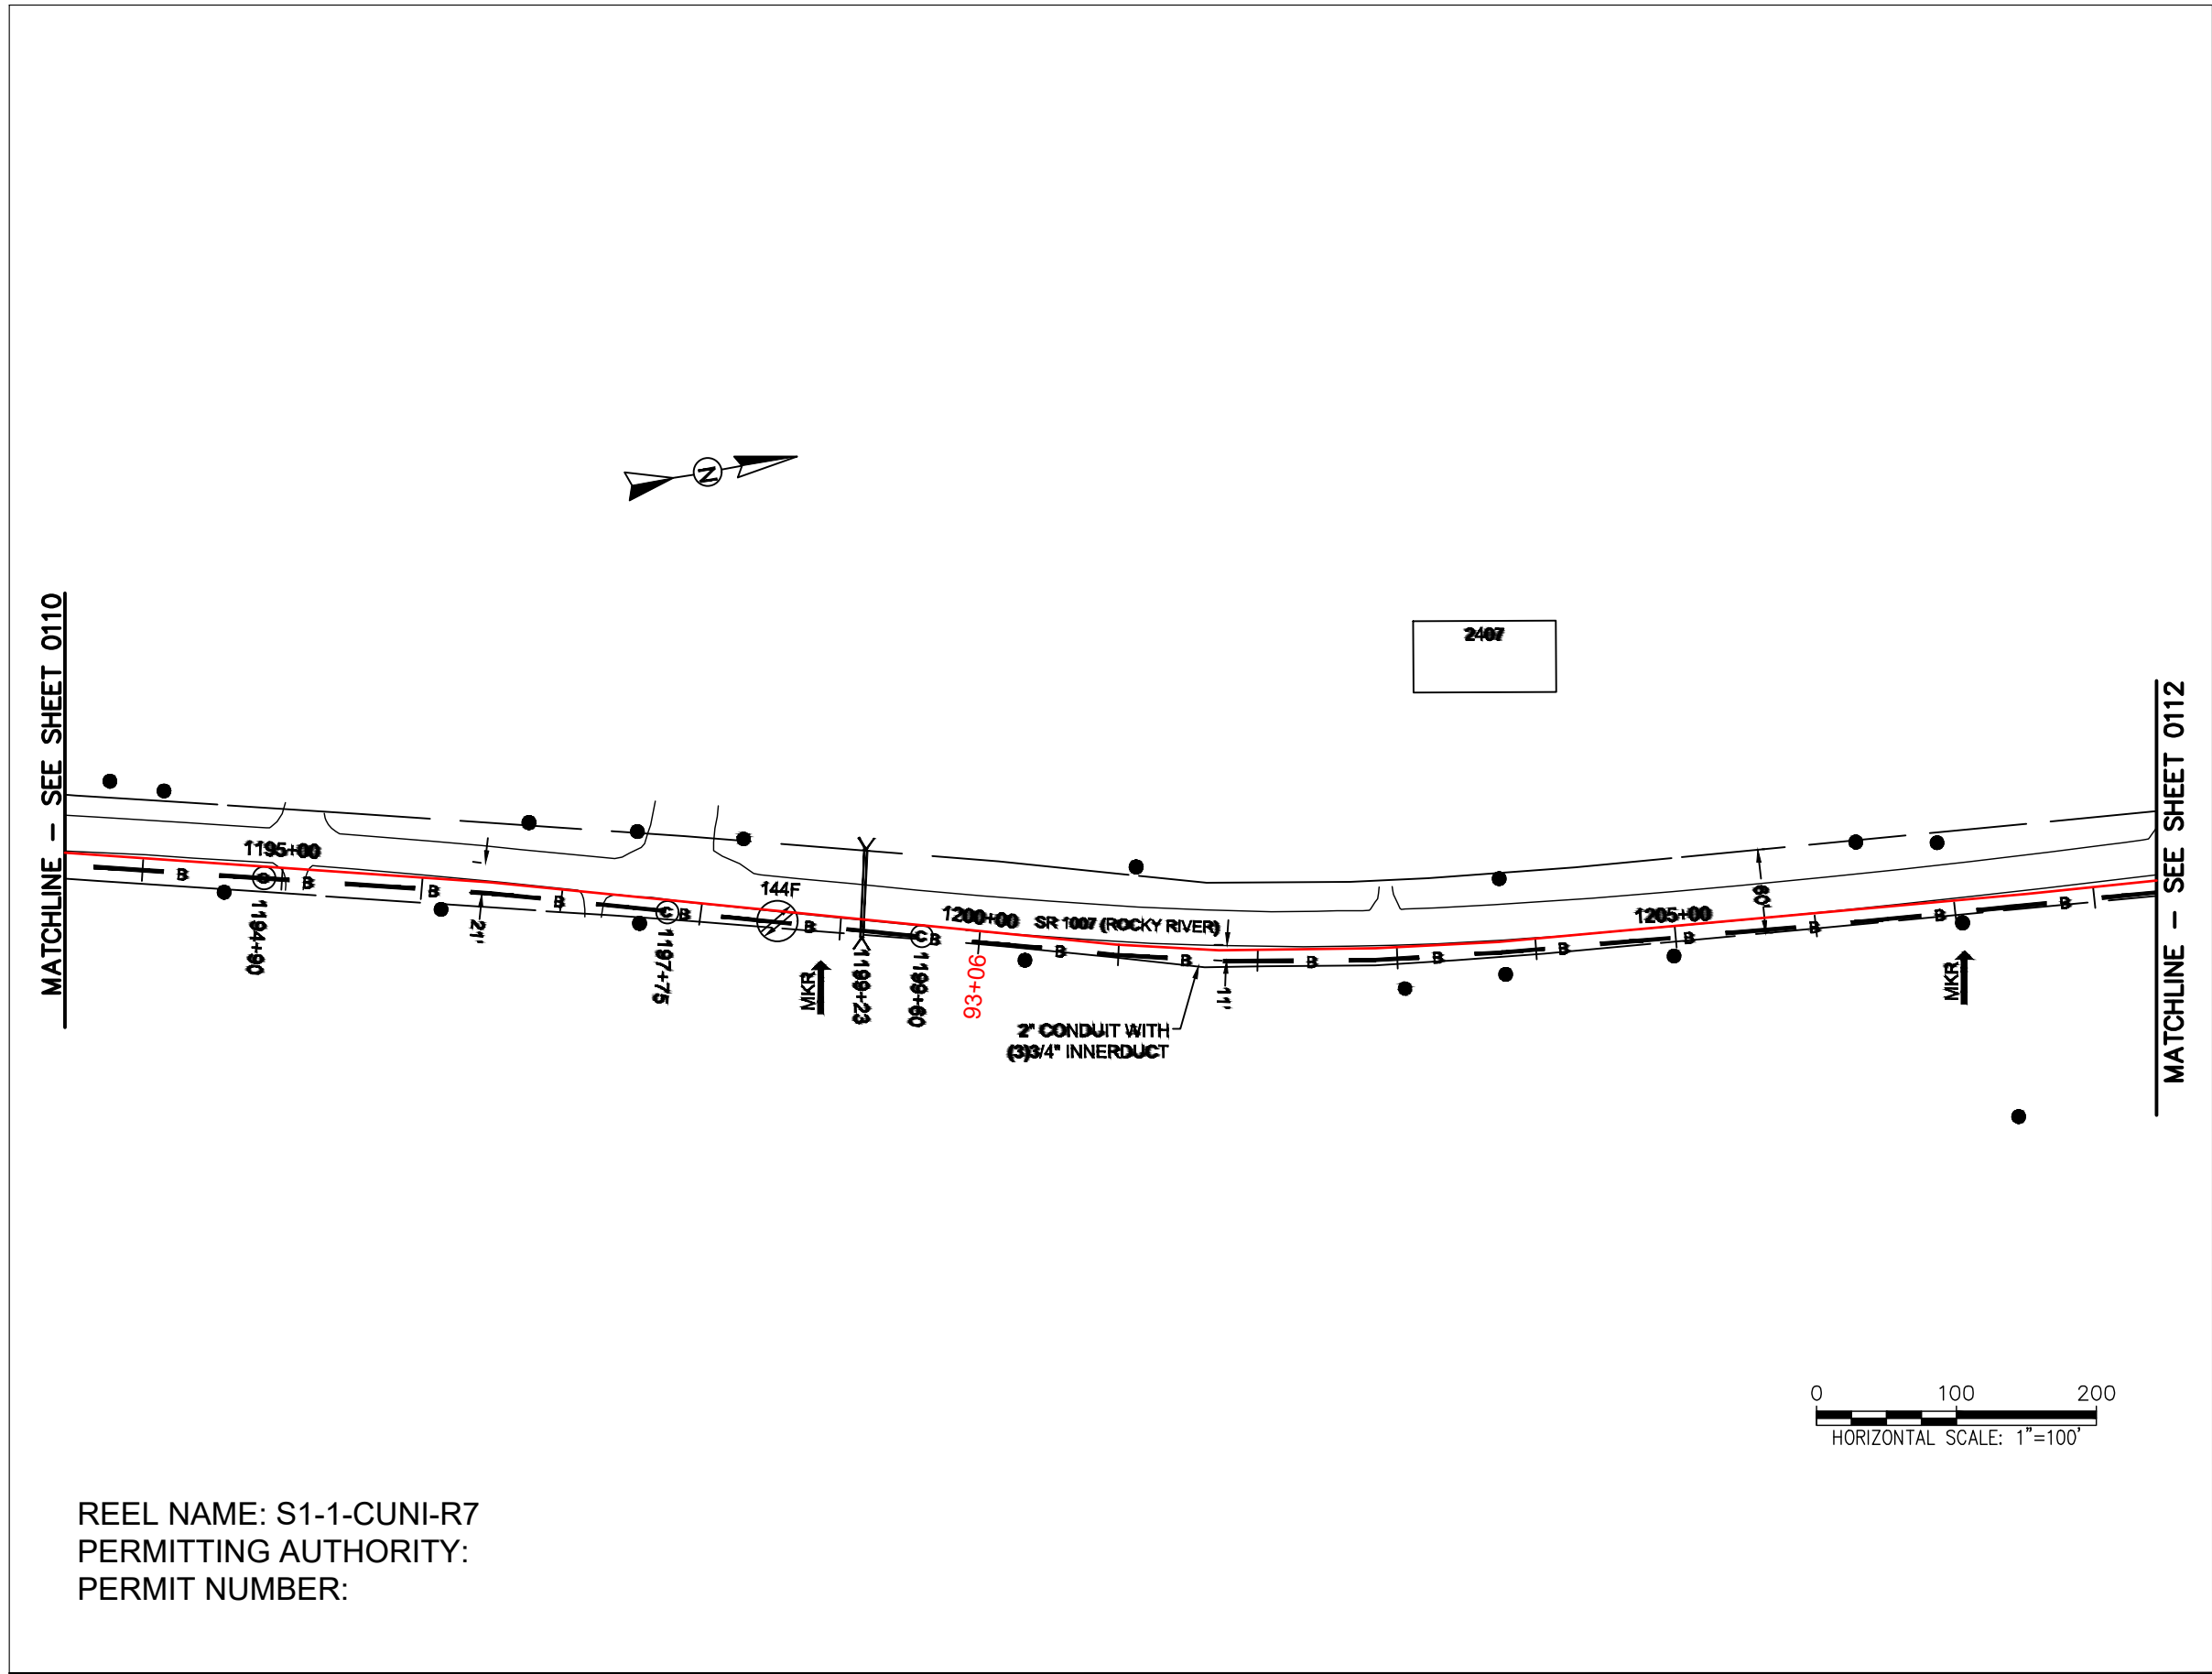 N
2407
MATCHLINE - SEE SHEET 0110
MATCHLINE - SEE SHEET 0112
1195+00
144F
1200+00
SR 1007 (ROCKY RIVER)
1205+00
60'
B
B
B
B
B
C
B
B
C
B
B
B
B
B
B
B
B
B
B
1194+90
21'
1197+75
MKR
1199+23
1199+60
93+06
11'
MKR
2" CONDUIT WITH
(3)3/4" INNERDUCT
0 100 200
HORIZONTAL SCALE: 1"=100'
REEL NAME: S1-1-CUNI-R7
PERMITTING AUTHORITY:
PERMIT NUMBER: